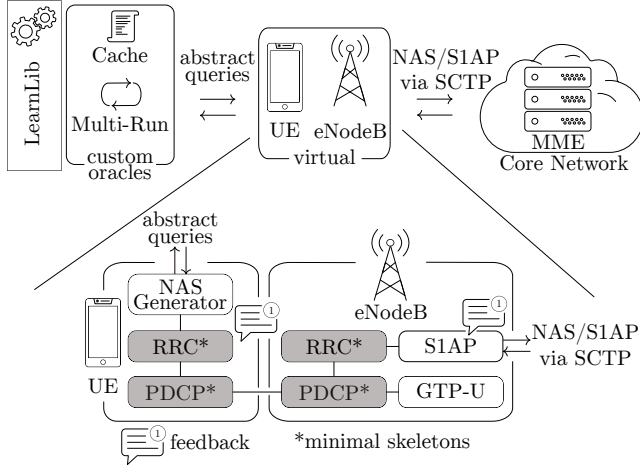 LearnLib
Cache
Multi-Run
custom
oracles
abstract
queries
UE
eNodeB
virtual
NAS/S1AP
via SCTP
MME
Core Network
abstract
queries
NAS
Generator
1
RRC*
UE
PDCP*
eNodeB
1
RRC*
S1AP
PDCP*
GTP-U
NAS/S1AP
via SCTP
1
feedback
*minimal skeletons